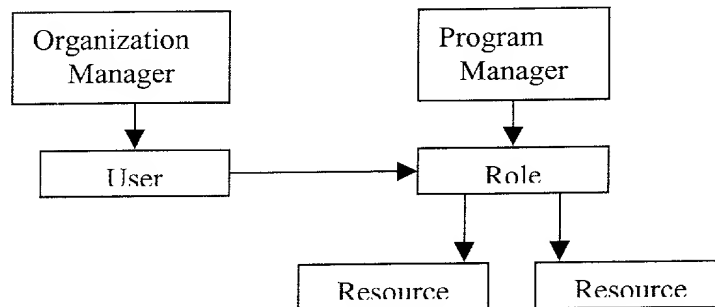 Organization
Manager
Program
Manager
User
Role
Resource
Resource